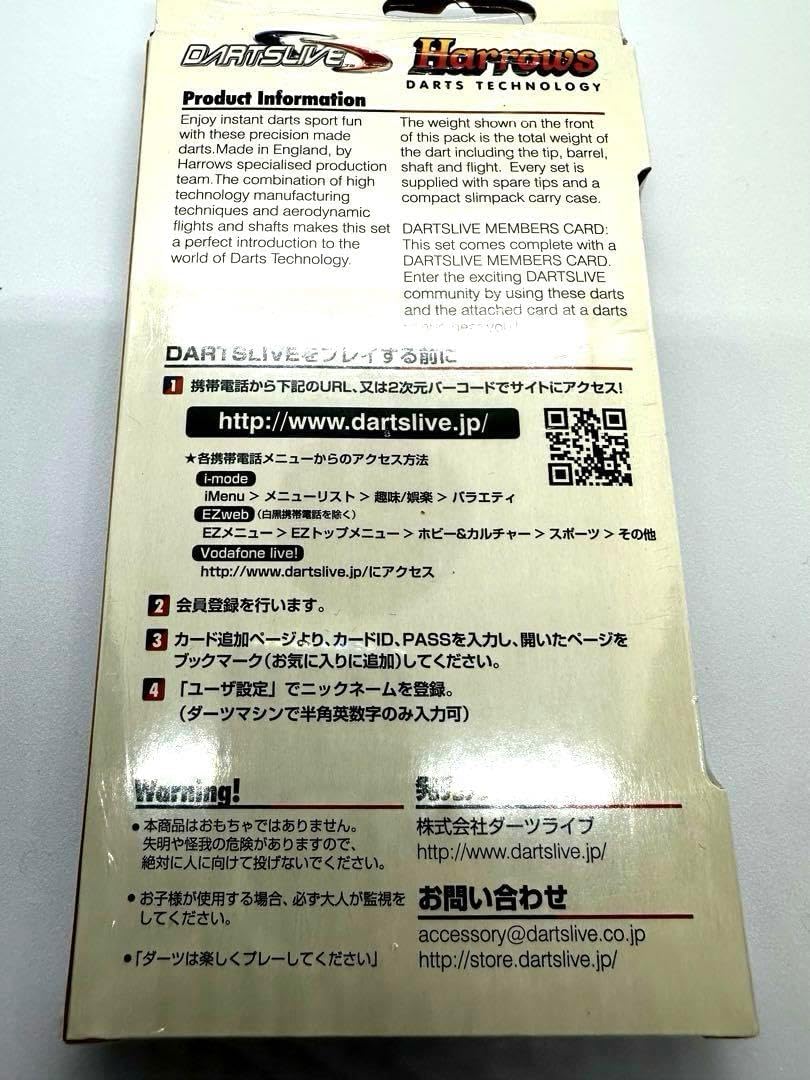 DARTSLIVE
Harrows
DARTS TECHNOLOGY
Product Information
Enjoy instant darts sport fun
with these precision made
darts.Made in England, by
Harrows specialised production
team.The combination of high
technology manufacturing
techniques and aerodynamic
flights and shafts makes this set
a perfect introduction to the
world of Darts Technology.
The weight shown on the front
of this pack is the total weight of
the dart including the tip, barrel,
shaft and flight. Every set is
supplied with spare tips and a
compact slimpack carry case.
DARTSLIVE MEMBERS CARD:
This set comes complete with a
DARTSLIVE MEMBERS CARD.
Enter the exciting DARTSLIVE
community by using these darts
and the attached card at a darts
you!
DARTSLIVEをプレイする前に
1 携帯電話から下記のURL、又は2次元バーコードでサイトにアクセス!
http://www.dartslive.jp/
★各携帯電話メニューからのアクセス方法
i-mode
iMenu > メニューリスト > 趣味/娯楽 > バラエティ
EZweb (白黒携帯電話を除く)
EZメニュー > EZトップメニュー > ホビー&カルチャー > スポーツ > その他
Vodafone live!
http://www.dartslive.jp/にアクセス
2 会員登録を行います。
3 カード追加ページより、カードID、PASSを入力し、開いたページを
ブックマーク(お気に入りに追加)してください。
4 「ユーザ設定」でニックネームを登録。
(ダーツマシンで半角英数字のみ入力可)
Warning!
●本商品はおもちゃではありません。
失明や怪我の危険がありますので、
絶対に人に向けて投げないでください。
●お子様が使用する場合、必ず大人が監視を
してください。
●「ダーツは楽しくプレーしてください」
株式会社ダーツライブ
http://www.dartslive.jp/
お問い合わせ
accessory@dartslive.co.jp
http://store.dartslive.jp/